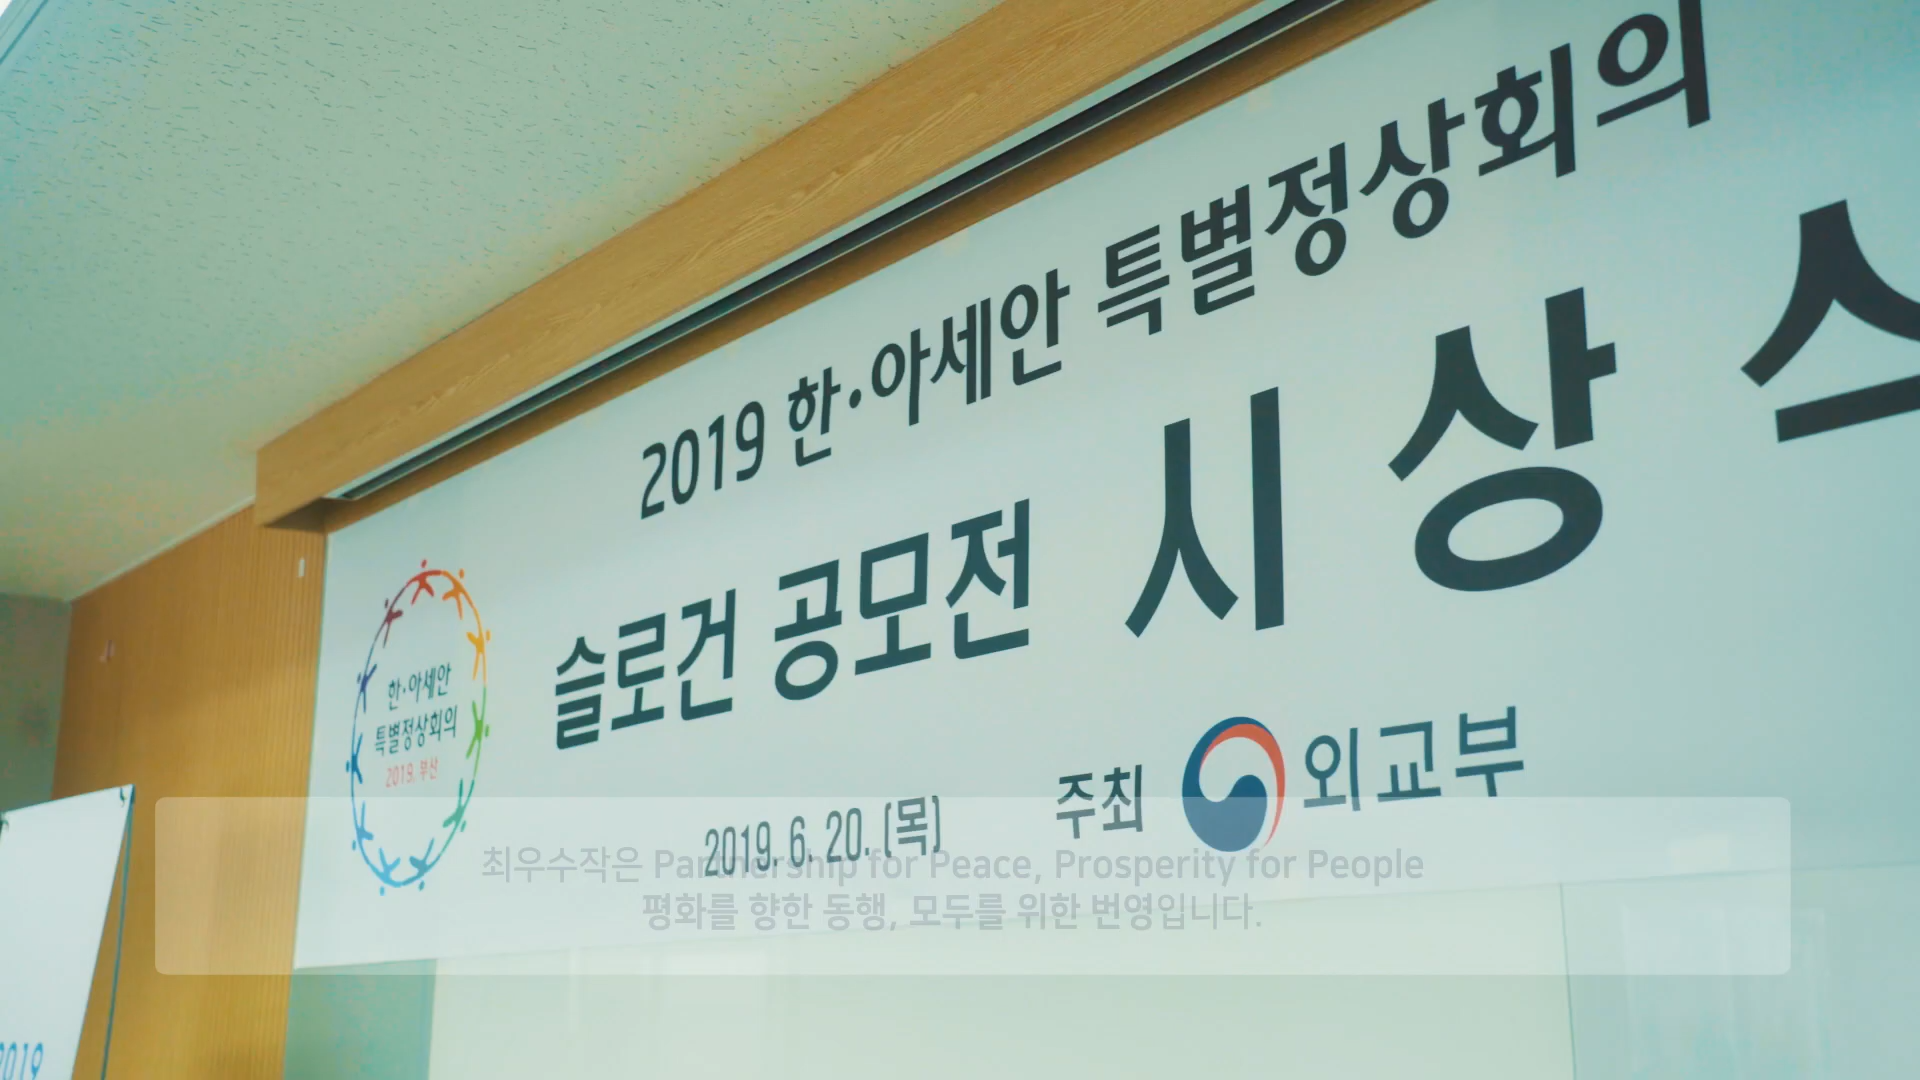 2019 한·아세안 특별정상회의
슬로건 공모전 시상
한·아세안
특별정상회의
2019. 부산
2019. 6. 20. (목)
주최 외교부
최우수작은 Partnership for Peace, Prosperity for People
평화를 향한 동행, 모두를 위한 번영입니다.
2019